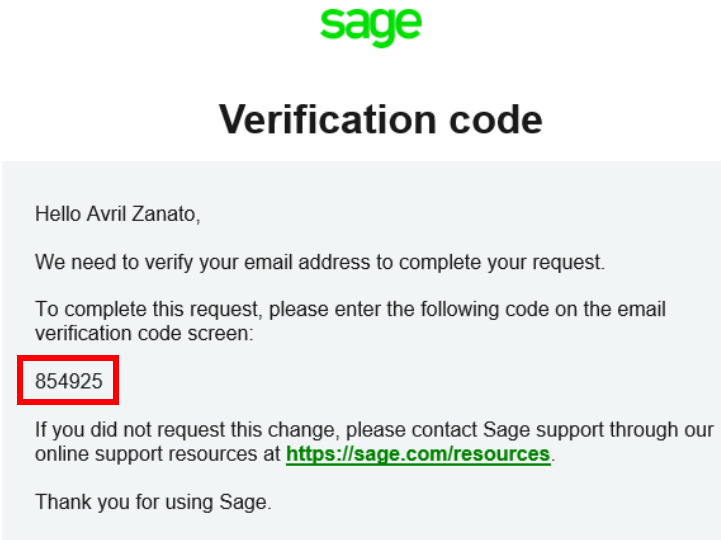 sage
Verification code
Hello Avril Zanato,
We need to verify your email address to complete your request.
To complete this request, please enter the following code on the email
verification code screen:
854925
If you did not request this change, please contact Sage support through our
online support resources at https://sage.com/resources.
Thank you for using Sage.